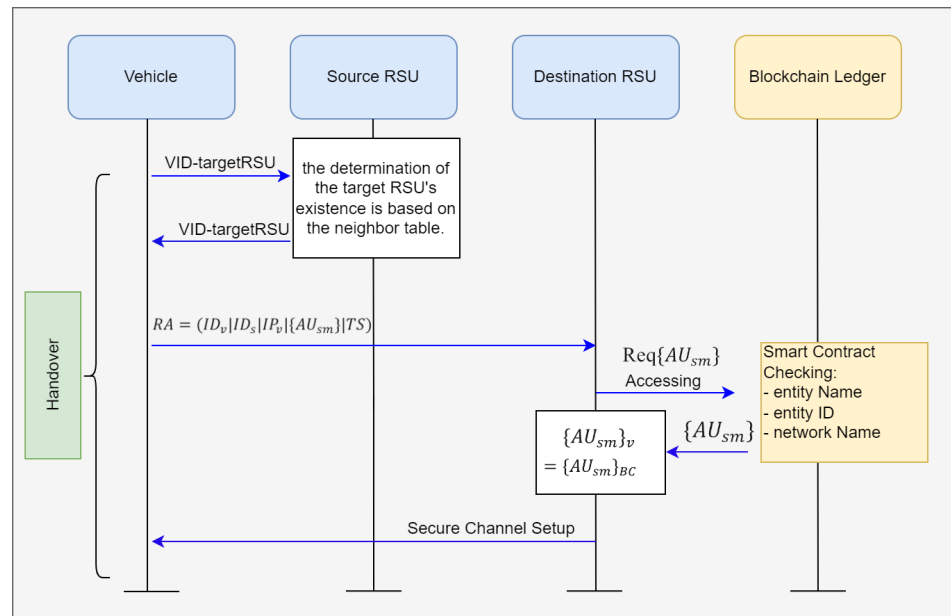 Vehicle
Source RSU
Destination RSU
Blockchain Ledger
VID-targetRSU
the determination of
the target RSU's
existence is based on
the neighbor table.
VID-targetRSU
Handover
RA = (ID_v|ID_s|IP_v|{AU_sm}|TS)
Req{AU_sm}
Accessing
Smart Contract
Checking:
- entity Name
- entity ID
- network Name
{AU_sm}
{AU_sm}_v
= {AU_sm}_BC
Secure Channel Setup